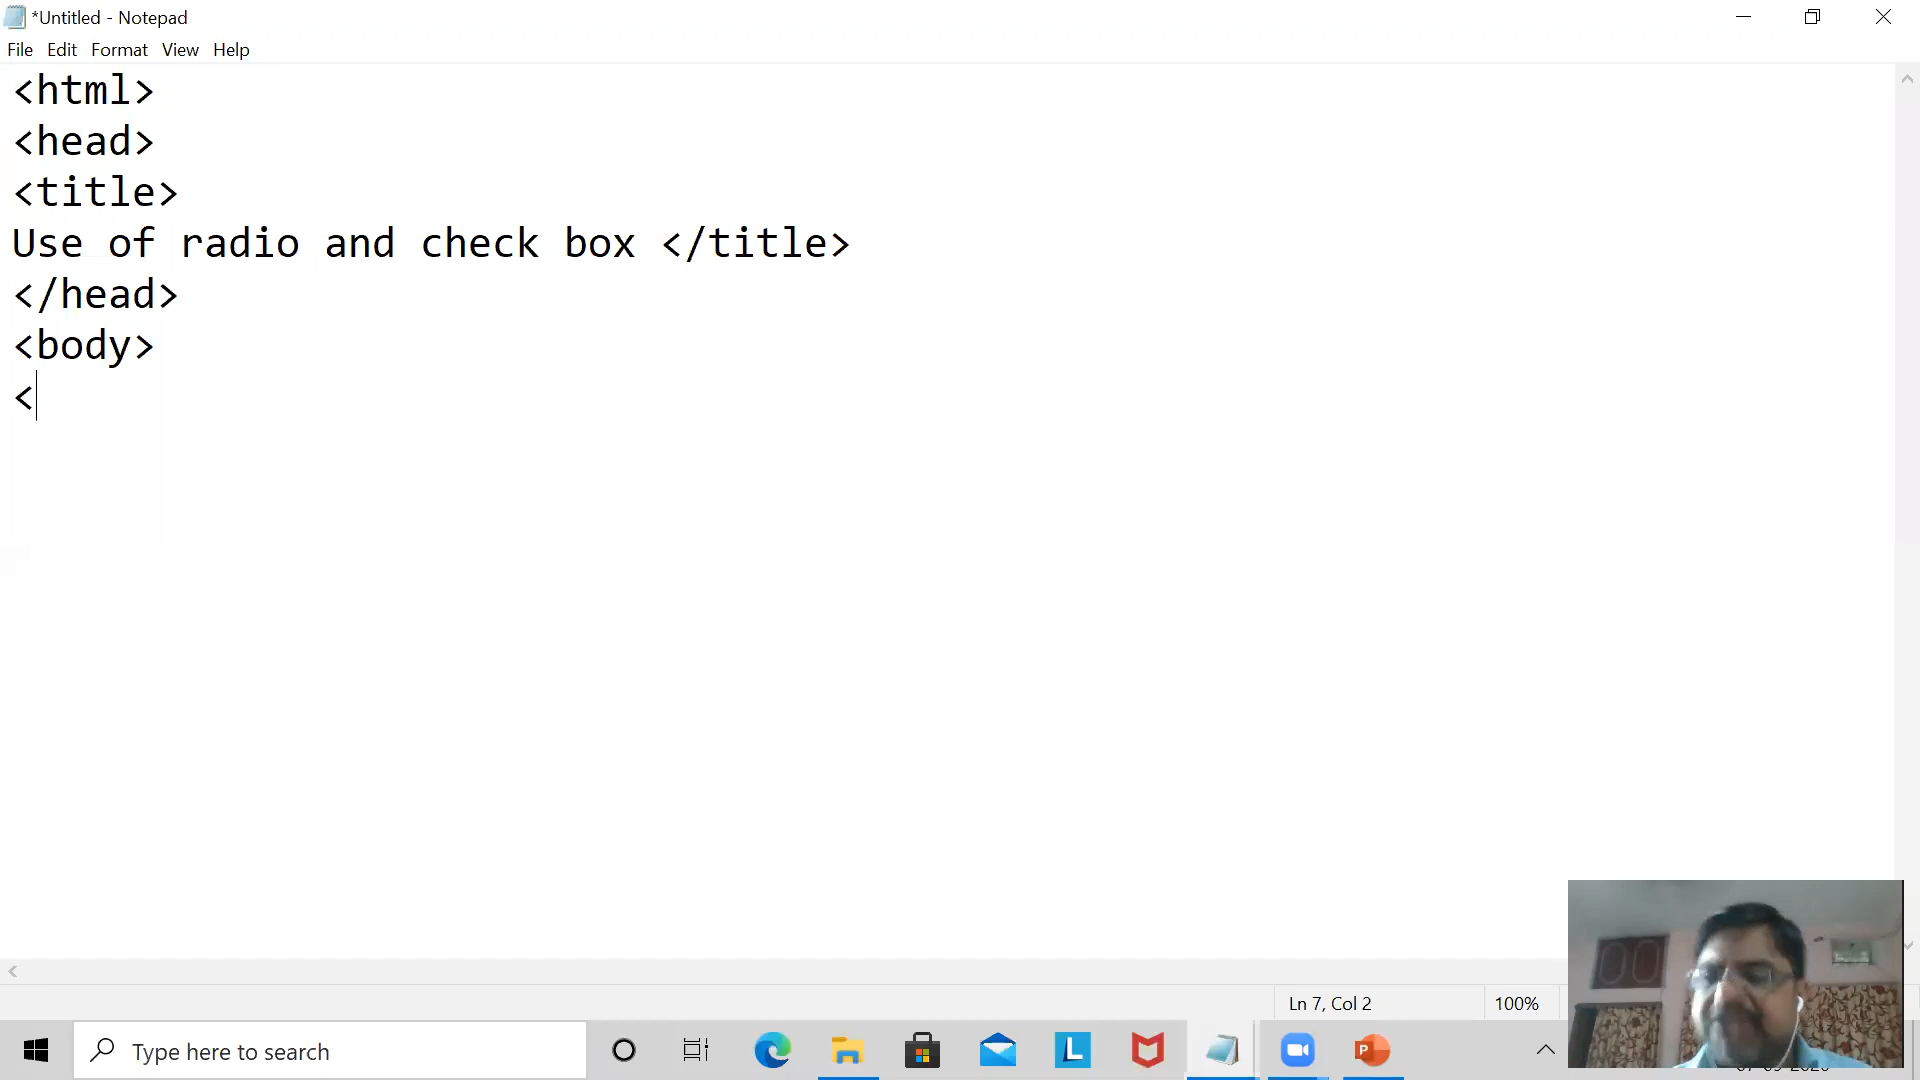 *Untitled - Notepad
File Edit Format View Help
<html>
<head>
<title>
Use of radio and check box </title>
</head>
<body>
<
Ln 7, Col 2
100%
Type here to search